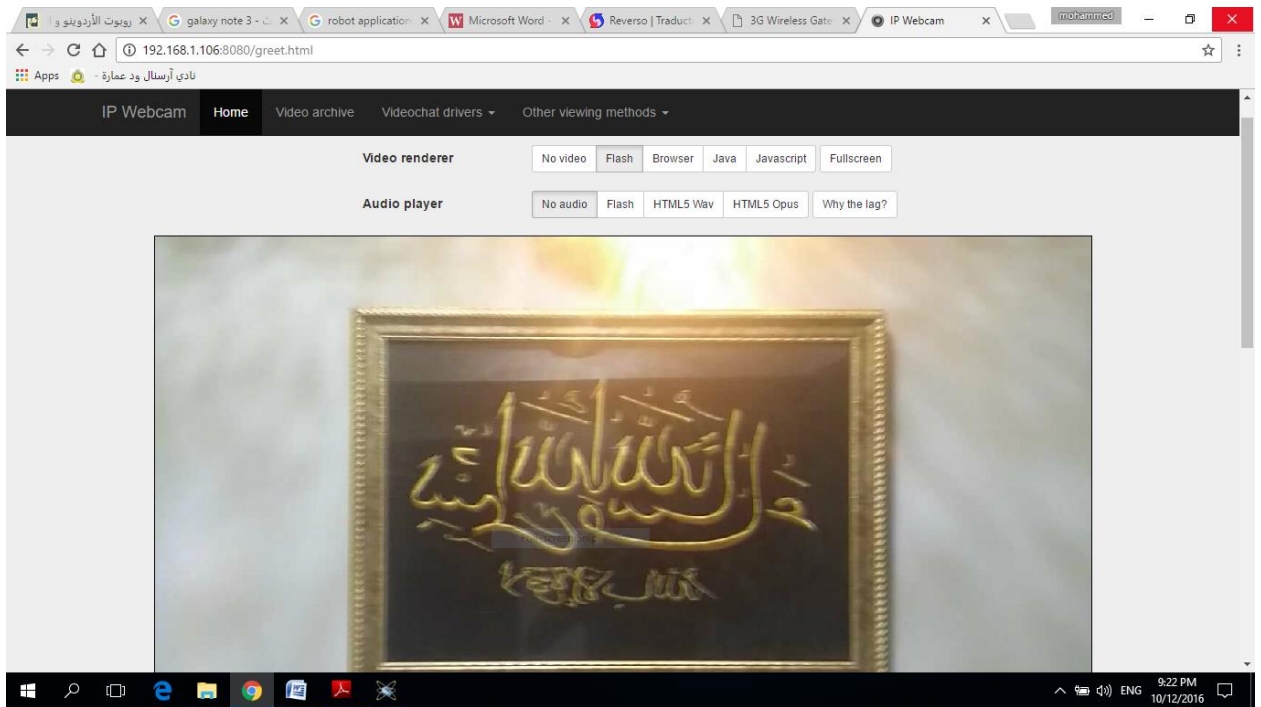 روبوت الأردوينو و ا
galaxy note 3 -
robot application
Microsoft Word -
Reverso | Traducti
3G Wireless Gate
IP Webcam
mohammed
192.168.1.106:8080/greet.html
Apps
نادي آرسنال ود عمارة -
IP Webcam Home Video archive Videochat drivers Other viewing methods
Video renderer No video Flash Browser Java Javascript Fullscreen
Audio player No audio Flash HTML5 Wav HTML5 Opus Why the lag?
ENG
9:22 PM
10/12/2016